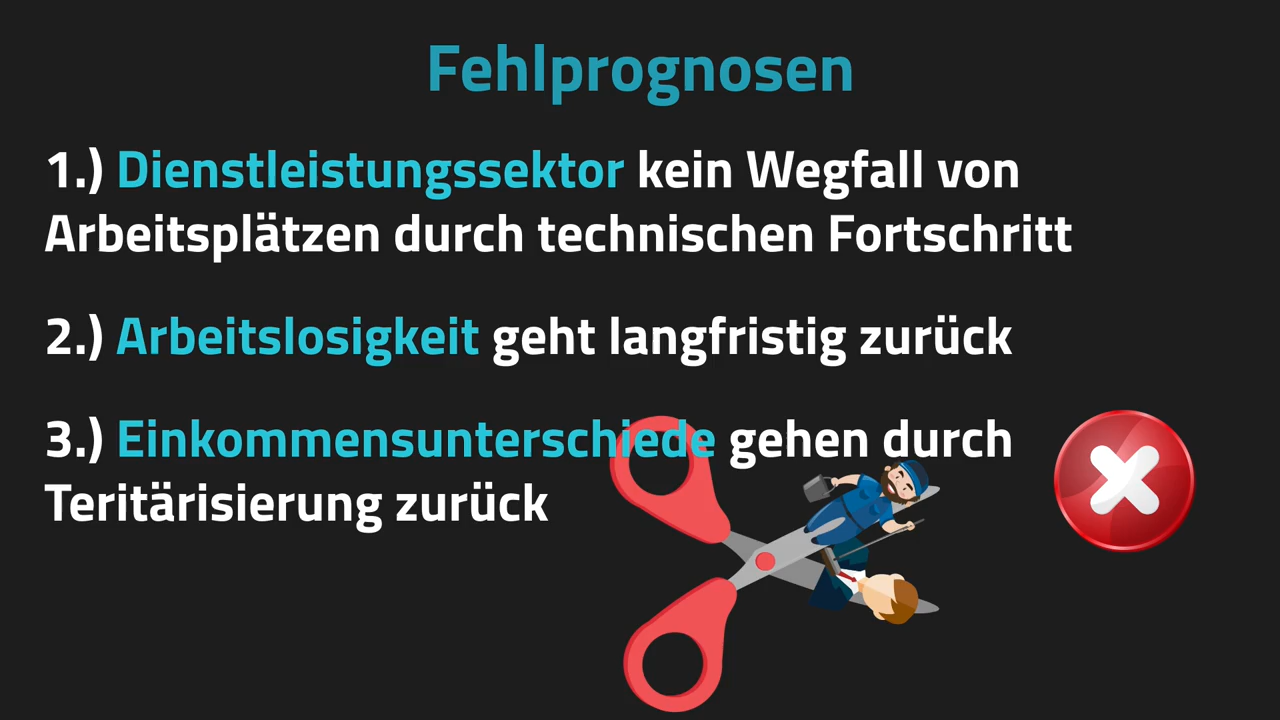 Fehlprognosen
1.) Dienstleistungssektor kein Wegfall von
Arbeitsplätzen durch technischen Fortschritt
2.) Arbeitslosigkeit geht langfristig zurück
3.) Einkommensunterschiede gehen durch
Teritärisierung zurück